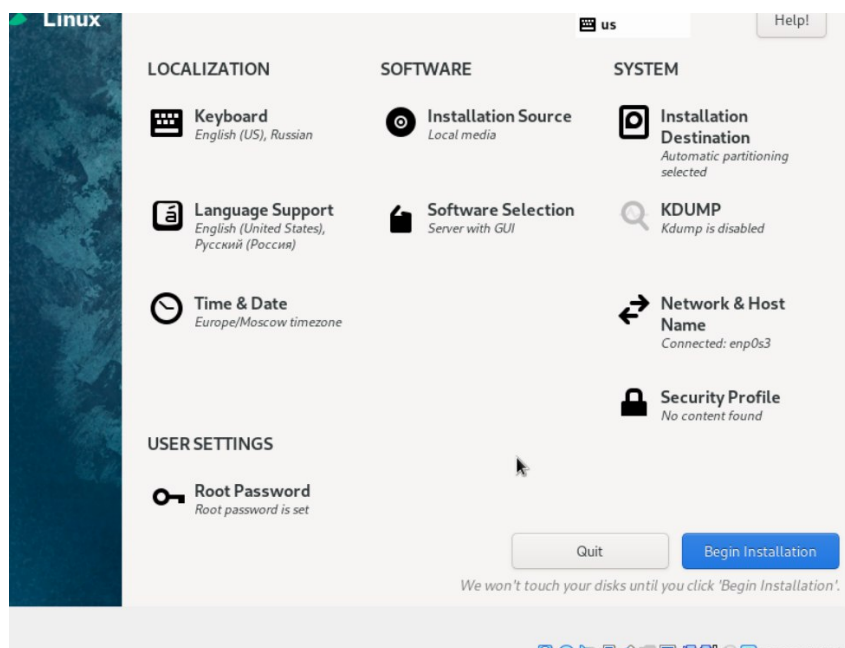 Linux
us
Help!
LOCALIZATION
Keyboard
English (US), Russian
Language Support
English (United States),
Русский (Россия)
Time & Date
Europe/Moscow timezone
SOFTWARE
Installation Source
Local media
Software Selection
Server with GUI
SYSTEM
Installation
Destination
Automatic partitioning
selected
KDUMP
Kdump is disabled
Network & Host
Name
Connected: enp0s3
Security Profile
No content found
USER SETTINGS
Root Password
Root password is set
Quit
Begin Installation
We won't touch your disks until you click 'Begin Installation'.